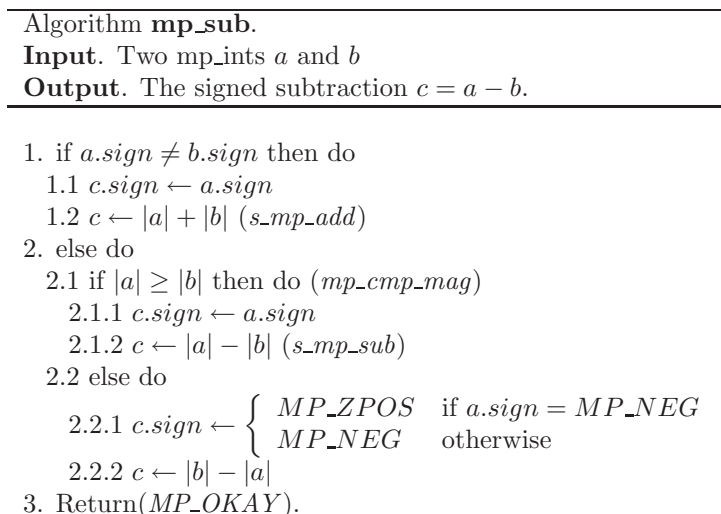 Algorithm mp_sub.
Input. Two mp_ints a and b
Output. The signed subtraction c = a − b.
1. if a.sign ≠ b.sign then do
1.1 c.sign ← a.sign
1.2 c ← |a| + |b| (s_mp_add)
2. else do
2.1 if |a| ≥ |b| then do (mp_cmp_mag)
2.1.1 c.sign ← a.sign
2.1.2 c ← |a| − |b| (s_mp_sub)
2.2 else do
2.2.1 c.sign ← { MP_ZPOS if a.sign = MP_NEG
MP_NEG otherwise
2.2.2 c ← |b| − |a|
3. Return(MP_OKAY).